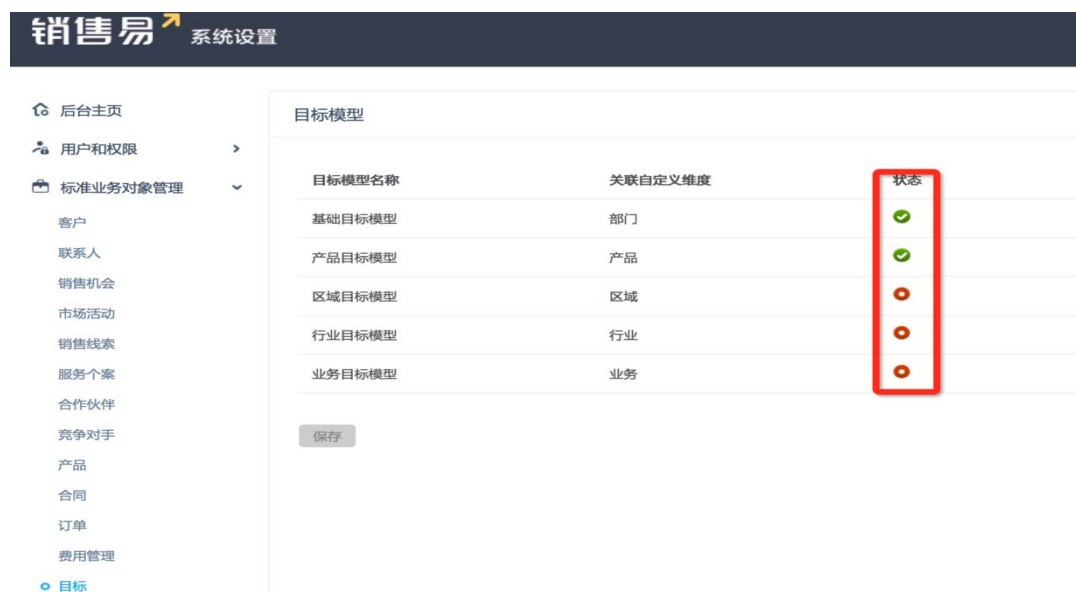 销售易 系统设置
后台主页
用户和权限
标准业务对象管理
客户
联系人
销售机会
市场活动
销售线索
服务个案
合作伙伴
竞争对手
产品
合同
订单
费用管理
目标
目标模型
目标模型名称 关联自定义维度 状态
基础目标模型 部门
产品目标模型 产品
区域目标模型 区域
行业目标模型 行业
业务目标模型 业务
保存